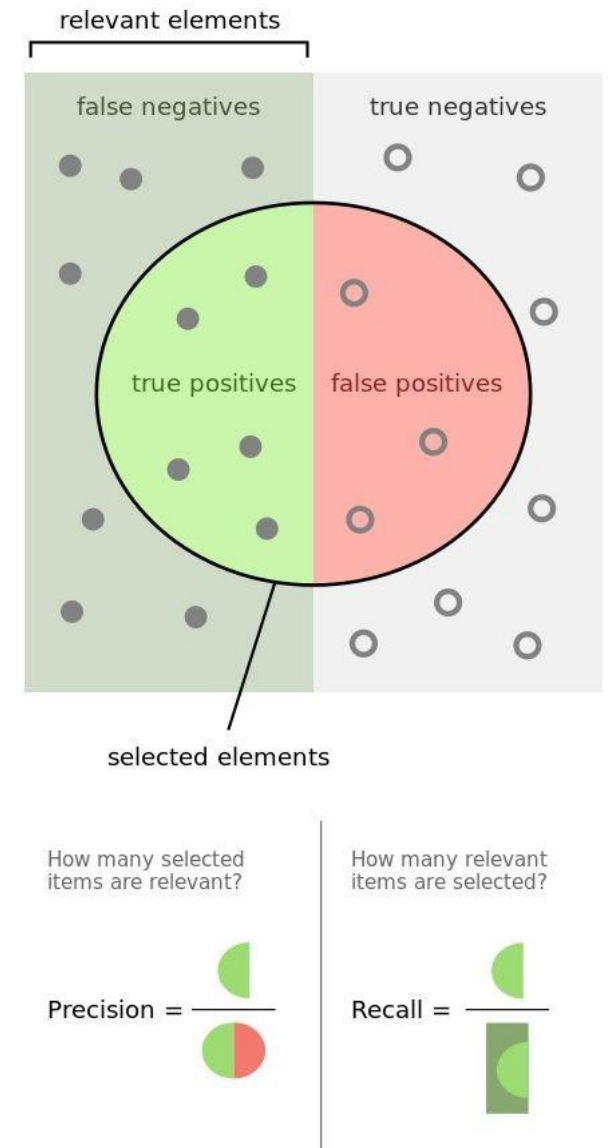 relevant elements
false negatives
true negatives
true positives
false positives
selected elements
How many selected
items are relevant?
Precision =
How many relevant
items are selected?
Recall =